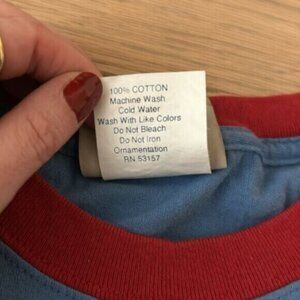 100% COTTON
Machine Wash
Cold Water
Wash With Like Colors
Do Not Bleach
Do Not Iron
Ornamentation
RN 53157